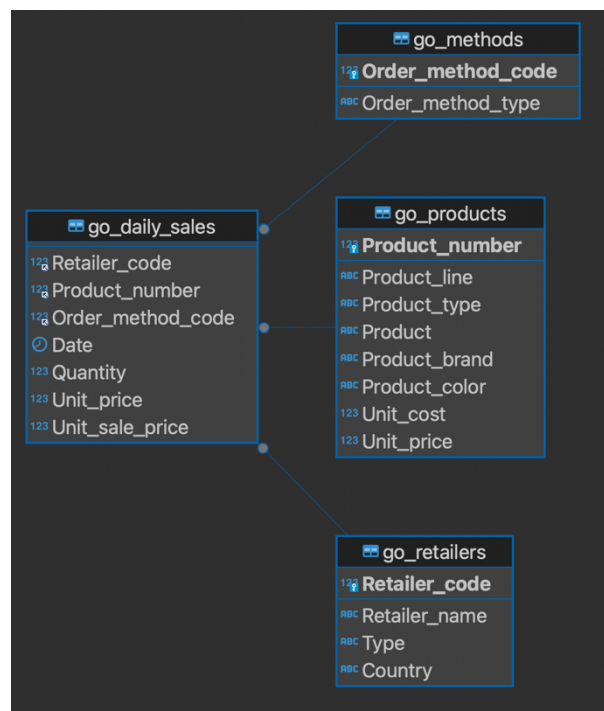 go_methods
123 Order_method_code
ABC Order_method_type
go_daily_sales
123 Retailer_code
123 Product_number
123 Order_method_code
Date
123 Quantity
123 Unit_price
123 Unit_sale_price
go_products
123 Product_number
ABC Product_line
ABC Product_type
ABC Product
ABC Product_brand
ABC Product_color
123 Unit_cost
123 Unit_price
go_retailers
123 Retailer_code
ABC Retailer_name
ABC Type
ABC Country